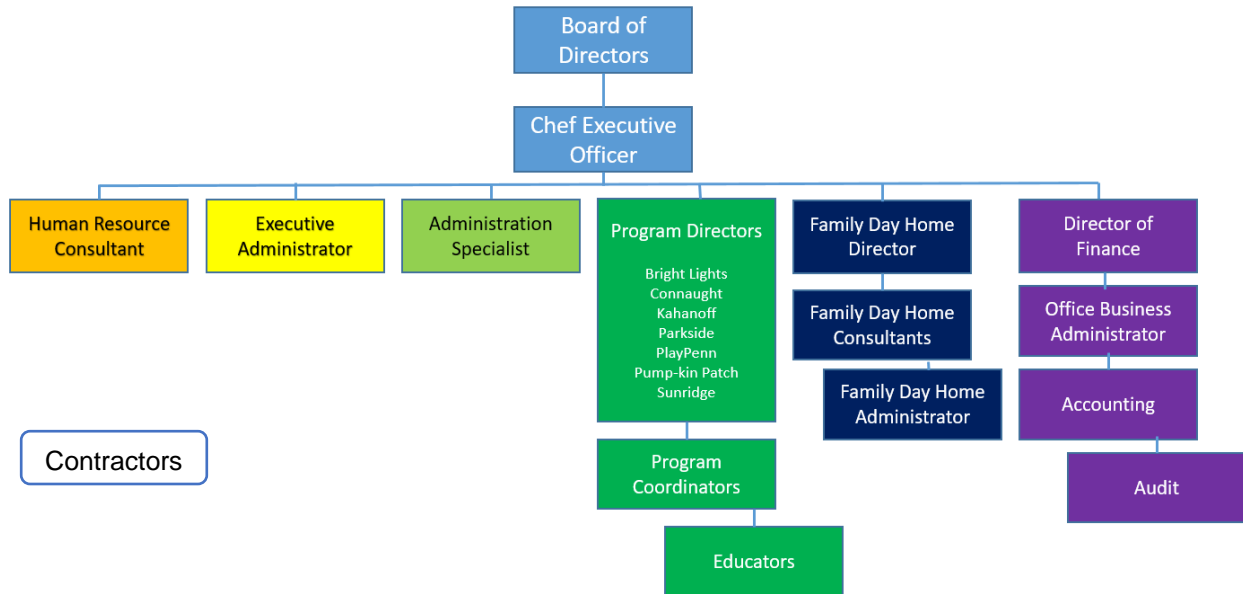 Board of
Directors
Chef Executive
Officer
Human Resource
Consultant
Executive
Administrator
Administration
Specialist
Program Directors
Bright Lights
Connaught
Kahanoff
Parkside
PlayPenn
Pump-kin Patch
Sunridge
Program
Coordinators
Educators
Family Day Home
Director
Family Day Home
Consultants
Family Day Home
Administrator
Director of
Finance
Office Business
Administrator
Accounting
Audit
Contractors